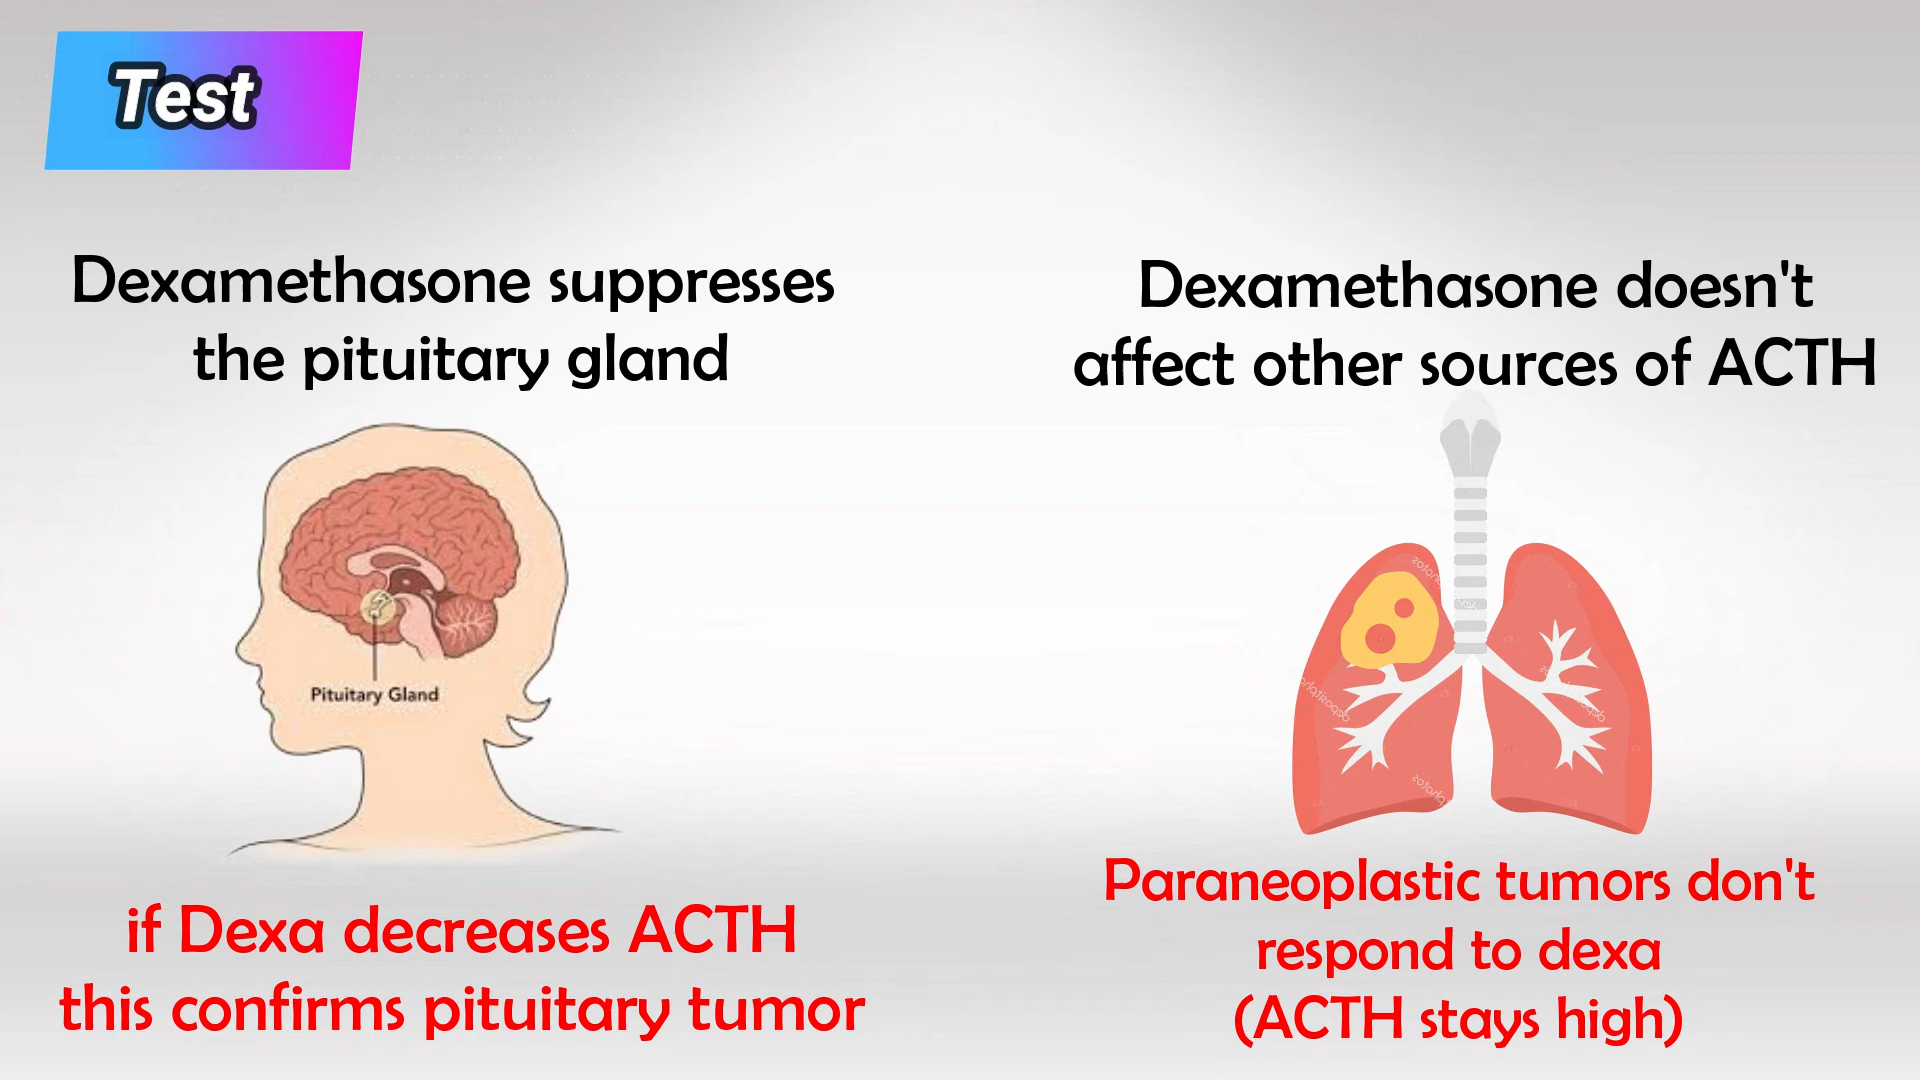 Test
Dexamethasone suppresses
the pituitary gland
Pituitary Gland
if Dexa decreases ACTH
this confirms pituitary tumor
Dexamethasone doesn't
affect other sources of ACTH
Paraneoplastic tumors don't
respond to dexa
(ACTH stays high)